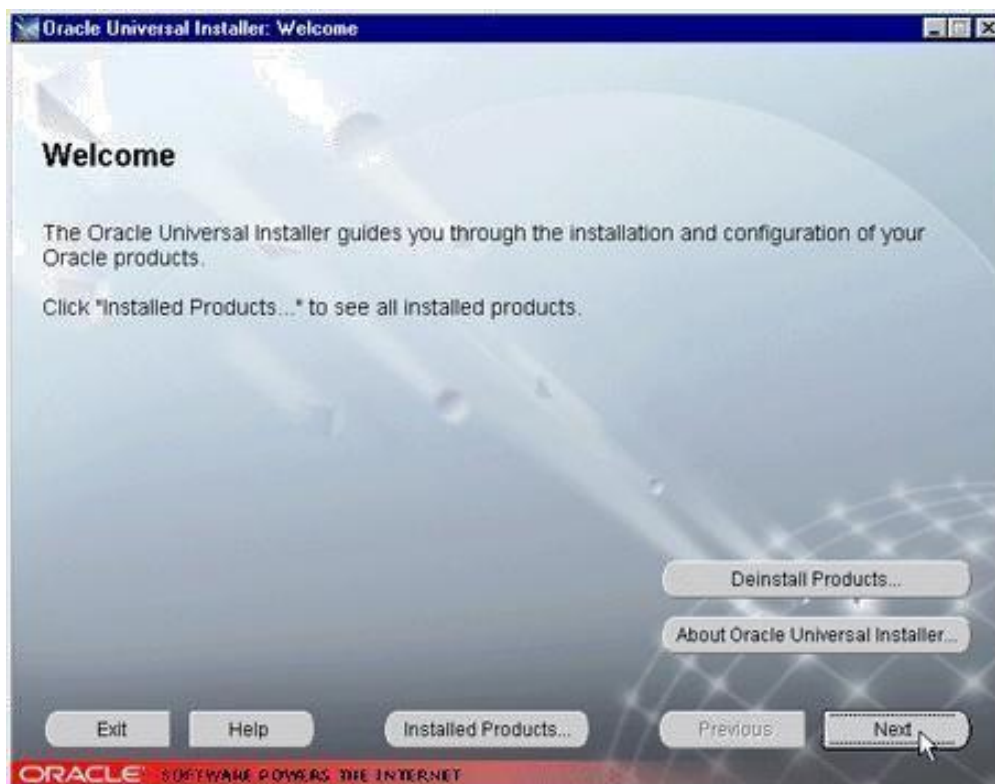 Oracle Universal Installer: Welcome
Welcome
The Oracle Universal Installer guides you through the installation and configuration of your
Oracle products.
Click "Installed Products..." to see all installed products.
Deinstall Products...
About Oracle Universal Installer...
Exit Help Installed Products... Previous Next
ORACLE SOFTWARE POWERS THE INTERNET